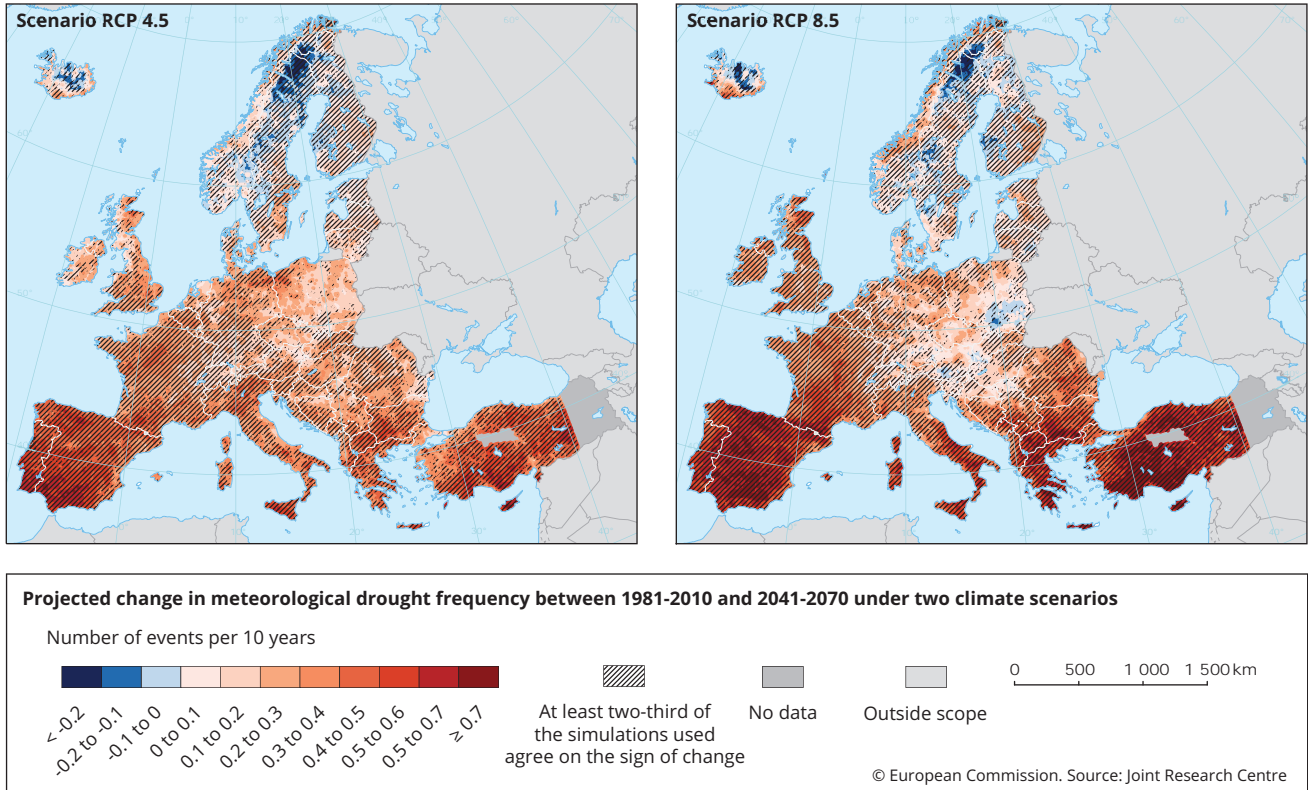 Scenario RCP 4.5
Scenario RCP 8.5
Projected change in meteorological drought frequency between 1981-2010 and 2041-2070 under two climate scenarios
Number of events per 10 years
< -0.2
-0.2 to -0.1
-0.1 to 0
0 to 0.1
0.1 to 0.2
0.2 to 0.3
0.3 to 0.4
0.4 to 0.5
0.5 to 0.6
0.5 to 0.7
≥ 0.7
At least two-third of
the simulations used
agree on the sign of change
No data
Outside scope
0 500 1 000 1 500 km
© European Commission. Source: Joint Research Centre